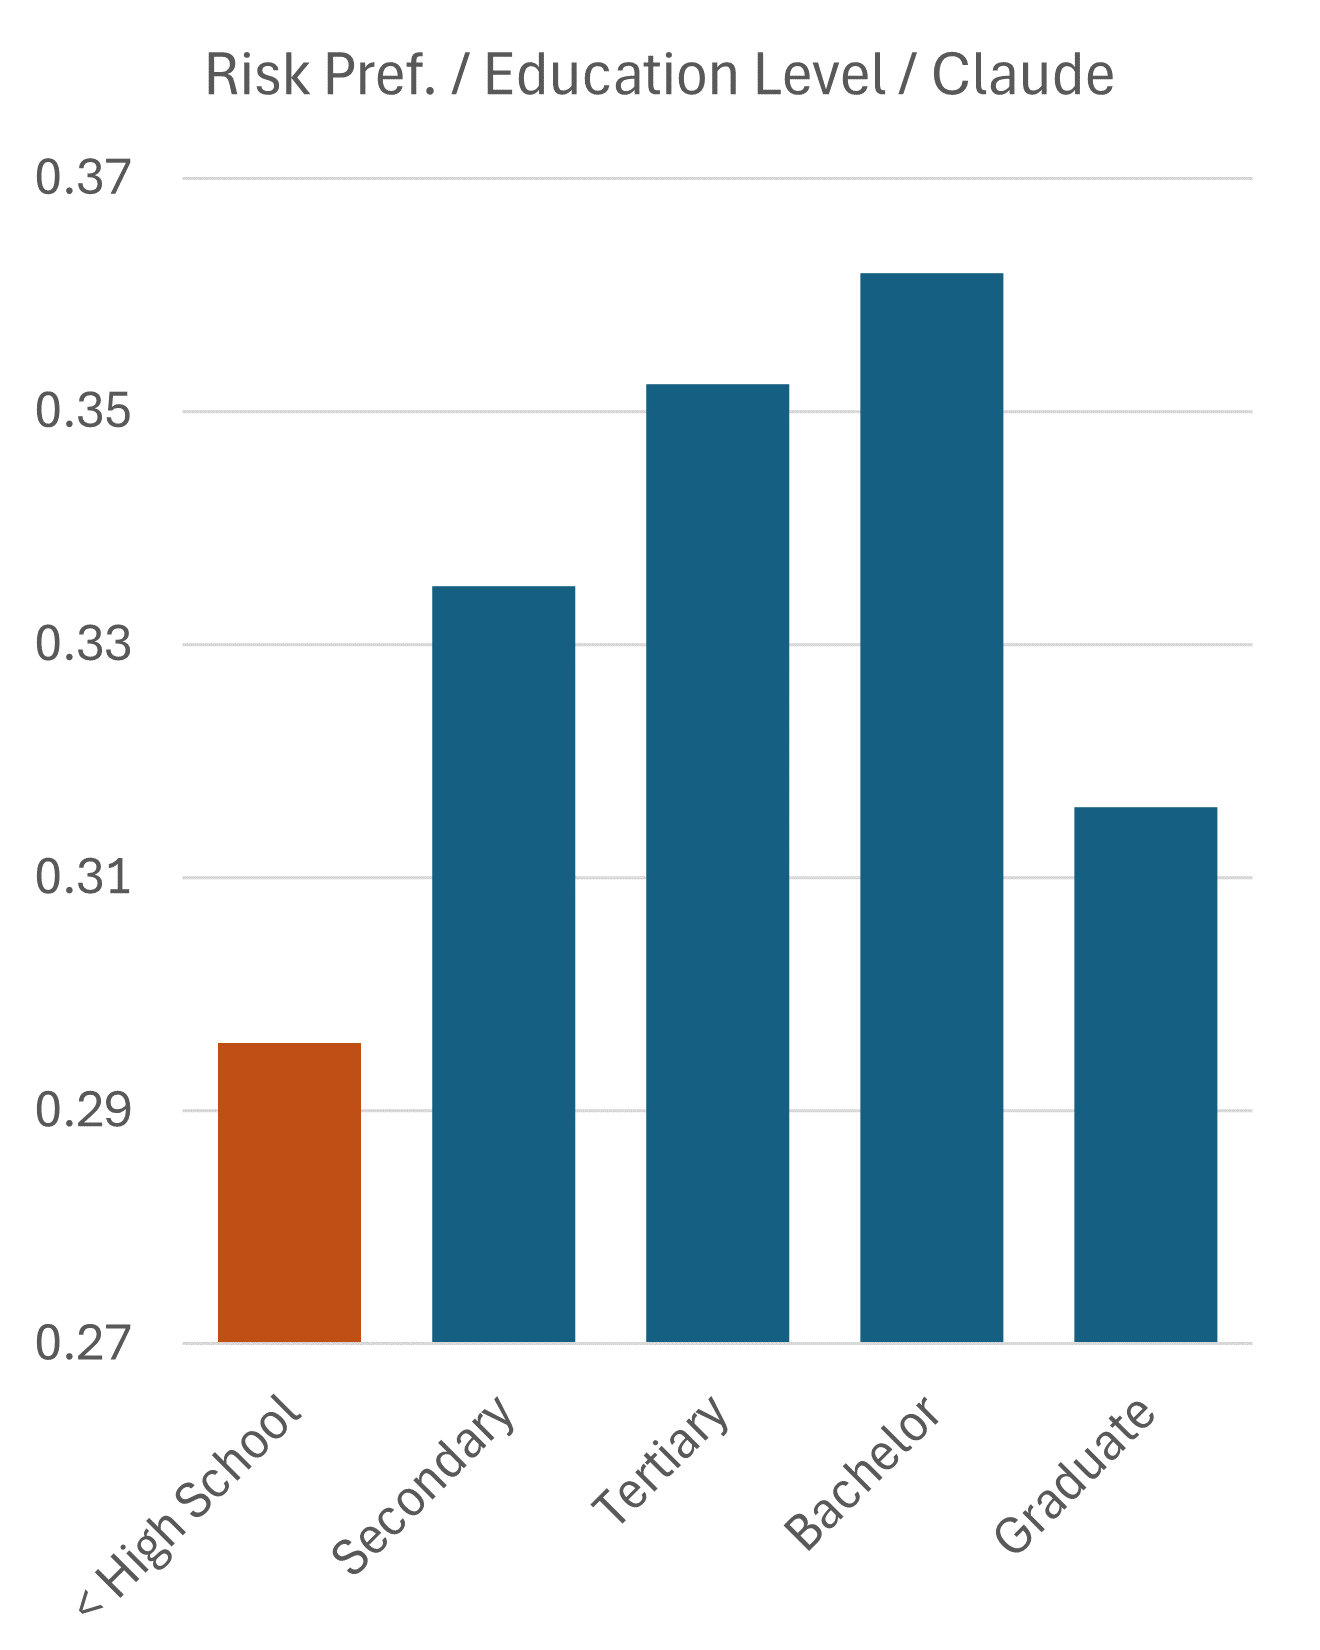 Risk Pref. / Education Level / Claude
0.37
0.35
0.33
0.31
0.29
0.27
< High School
Secondary
Tertiary
Bachelor
Graduate